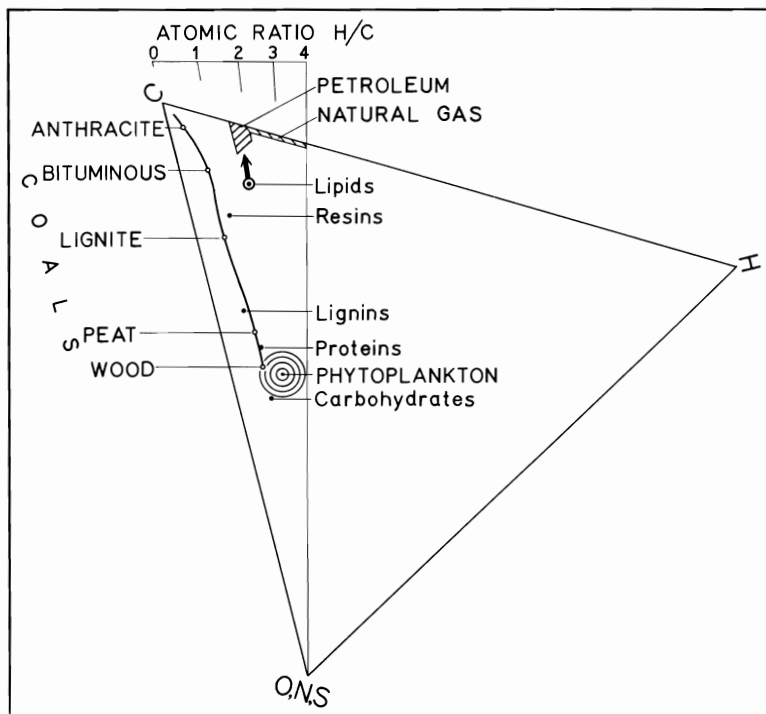 ATOMIC RATIO H/C
0 1 2 3 4
C
PETROLEUM
NATURAL GAS
ANTHRACITE
BITUMINOUS
Lipids
Resins
LIGNITE
COALS
H
Lignins
PEAT
Proteins
WOOD
PHYTOPLANKTON
Carbohydrates
O,N,S